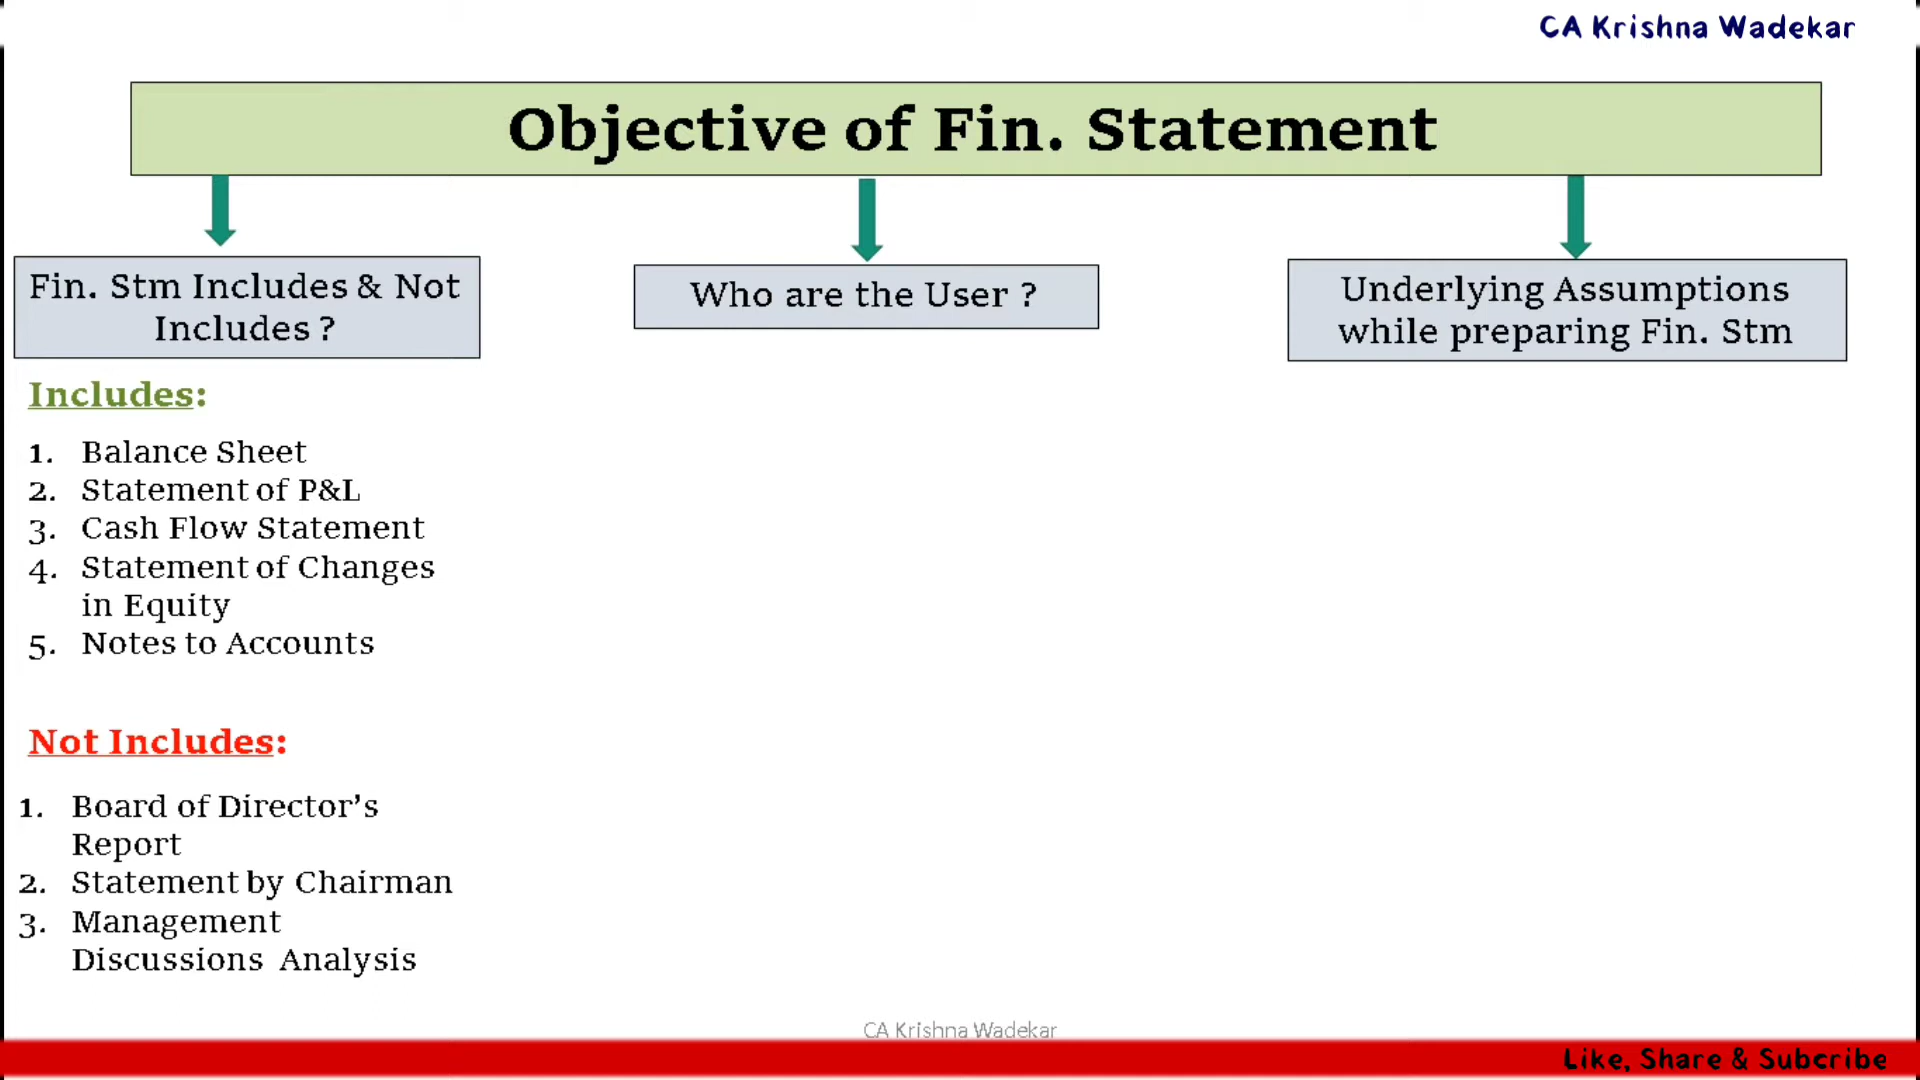 CA Krishna Wadekar
Objective of Fin. Statement
Fin. Stm Includes & Not
Includes ?
Includes:
1. Balance Sheet
2. Statement of P&L
3. Cash Flow Statement
4. Statement of Changes
in Equity
5. Notes to Accounts
Not Includes:
1. Board of Director’s
Report
2. Statement by Chairman
3. Management
Discussions Analysis
Who are the User ?
Underlying Assumptions
while preparing Fin. Stm
CA Krishna Wadekar
Like, Share & Subcribe